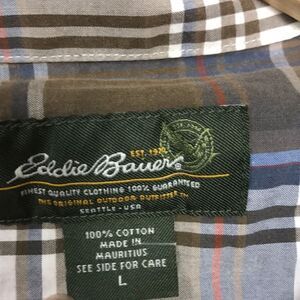 EST. 1920
Eddie Bauer
FINEST QUALITY CLOTHING 100% GUARANTEED
THE ORIGINAL OUTDOOR OUTFITTER TM
SEATTLE • USA
100% COTTON
MADE IN
MAURITIUS
SEE SIDE FOR CARE
L